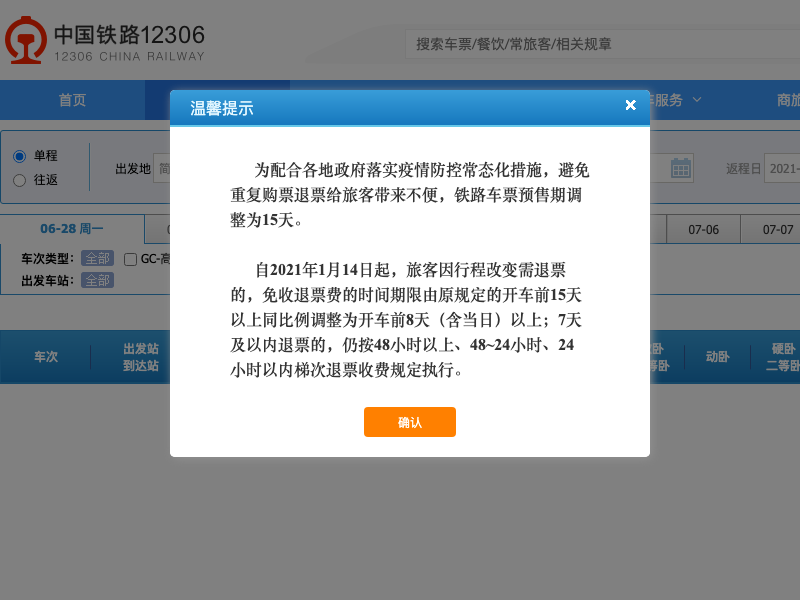 中国铁路12306
12306 CHINA RAILWAY
搜索车票/餐饮/常旅客/相关规章
首页
服务
商旅
温馨提示
×
单程
往返
出发地
简
返程日
2021-
为配合各地政府落实疫情防控常态化措施，避免
重复购票退票给旅客带来不便，铁路车票预售期调
整为15天。
自2021年1月14日起，旅客因行程改变需退票
的，免收退票费的时间期限由原规定的开车前15天
以上同比例调整为开车前8天（含当日）以上；7天
及以内退票的，仍按48小时以上、48~24小时、24
小时以内梯次退票收费规定执行。
确认
06-28 周一
07-06
07-07
车次类型：
全部
GC-高
出发车站：
全部
车次
出发站
到达站
卧
等卧
动卧
硬卧
二等卧